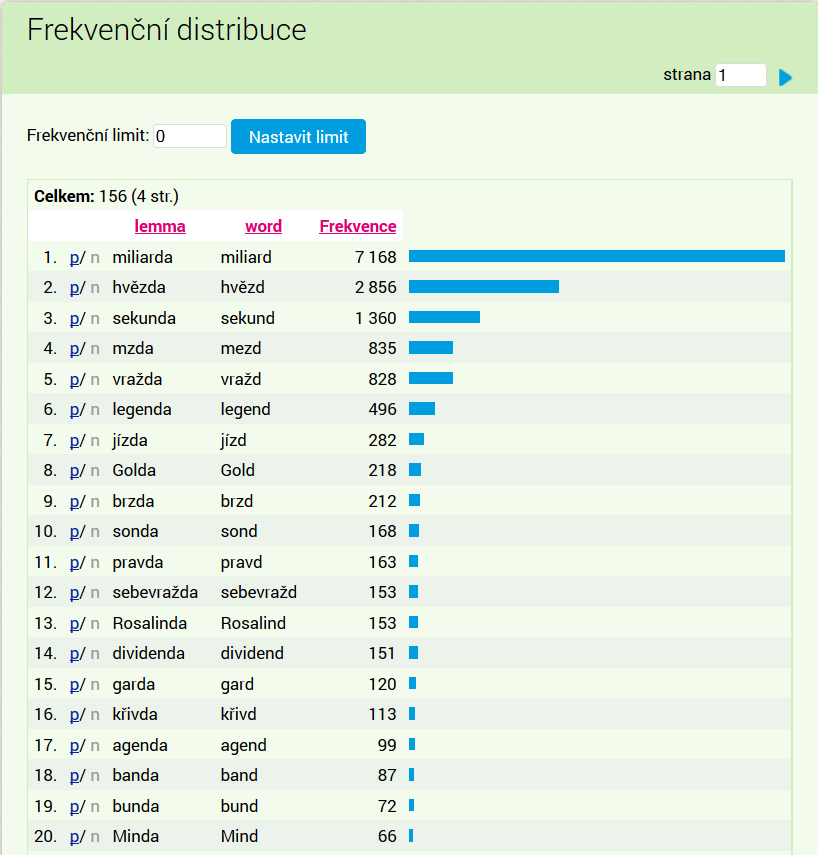 Frekvenční distribuce
strana 1
Frekvenční limit: 0 Nastavit limit
Celkem: 156 (4 str.)
lemma word Frekvence
1. p/ n miliarda miliard 7 168
2. p/ n hvězda hvězd 2 856
3. p/ n sekunda sekund 1 360
4. p/ n mzda mezd 835
5. p/ n vražda vražd 828
6. p/ n legenda legend 496
7. p/ n jízda jízd 282
8. p/ n Golda Gold 218
9. p/ n brzda brzd 212
10. p/ n sonda sond 168
11. p/ n pravda pravd 163
12. p/ n sebevražda sebevražd 153
13. p/ n Rosalinda Rosalind 153
14. p/ n dividenda dividend 151
15. p/ n garda gard 120
16. p/ n křivda křivd 113
17. p/ n agenda agend 99
18. p/ n banda band 87
19. p/ n bunda bund 72
20. p/ n Minda Mind 66